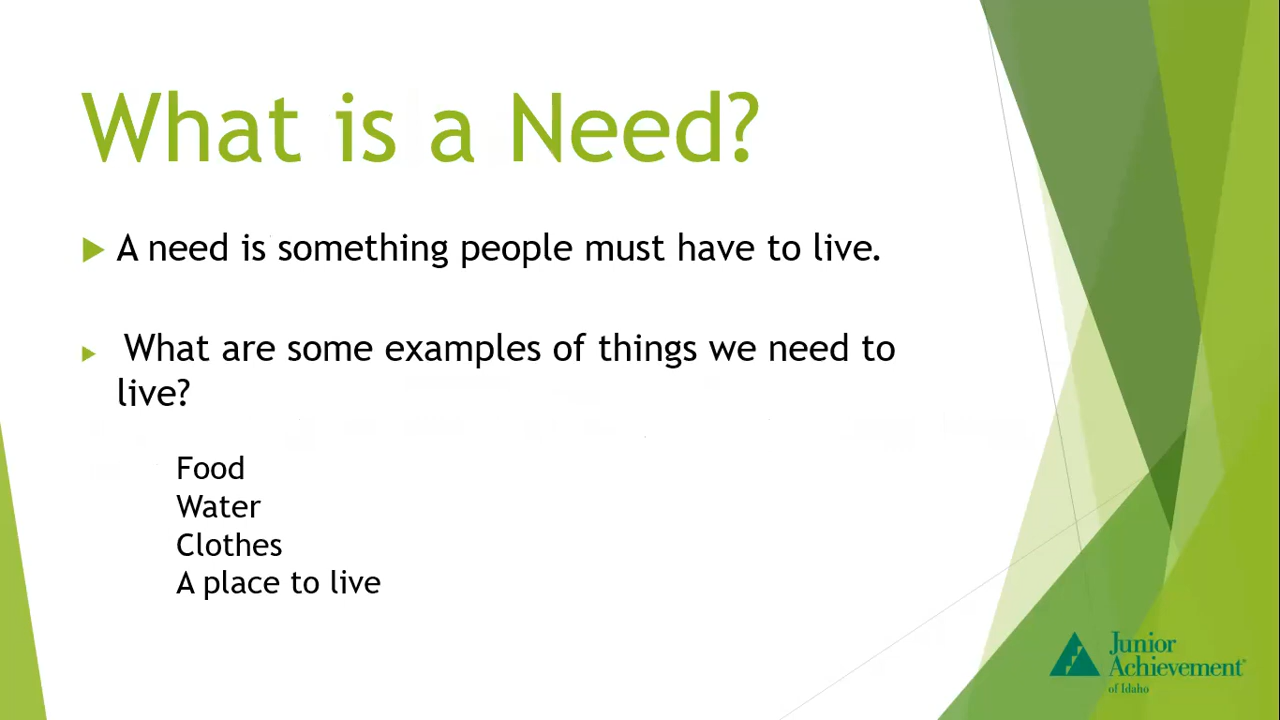 What is a Need?
A need is something people must have to live.
What are some examples of things we need to
live?
Food
Water
Clothes
A place to live
Junior
Achievement®
of Idaho